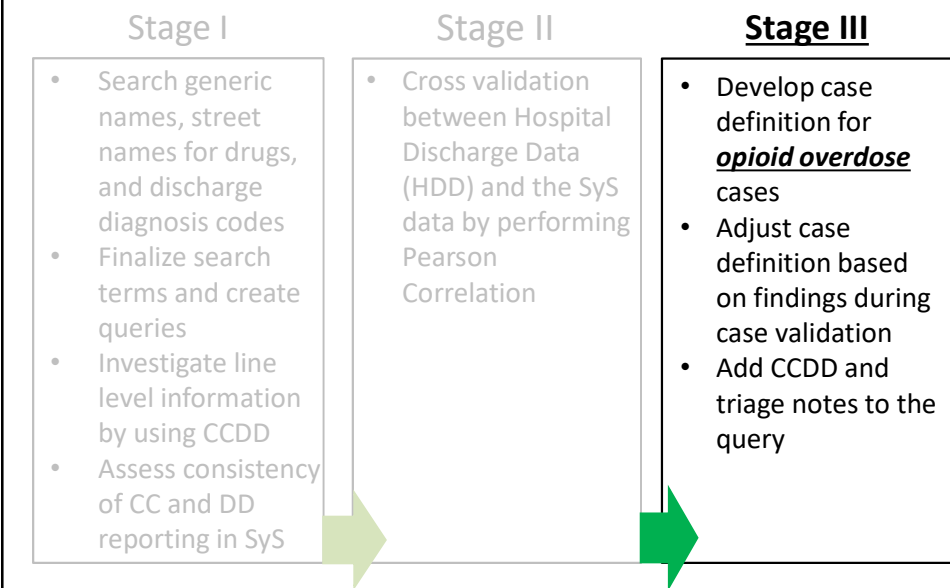 Stage I
• Search generic
names, street
names for drugs,
and discharge
diagnosis codes
• Finalize search
terms and create
queries
• Investigate line
level information
by using CCDD
• Assess consistency
of CC and DD
reporting in SyS
Stage II
• Cross validation
between Hospital
Discharge Data
(HDD) and the SyS
data by performing
Pearson
Correlation
Stage III
• Develop case
definition for
opioid overdose
cases
• Adjust case
definition based
on findings during
case validation
• Add CCDD and
triage notes to the
query